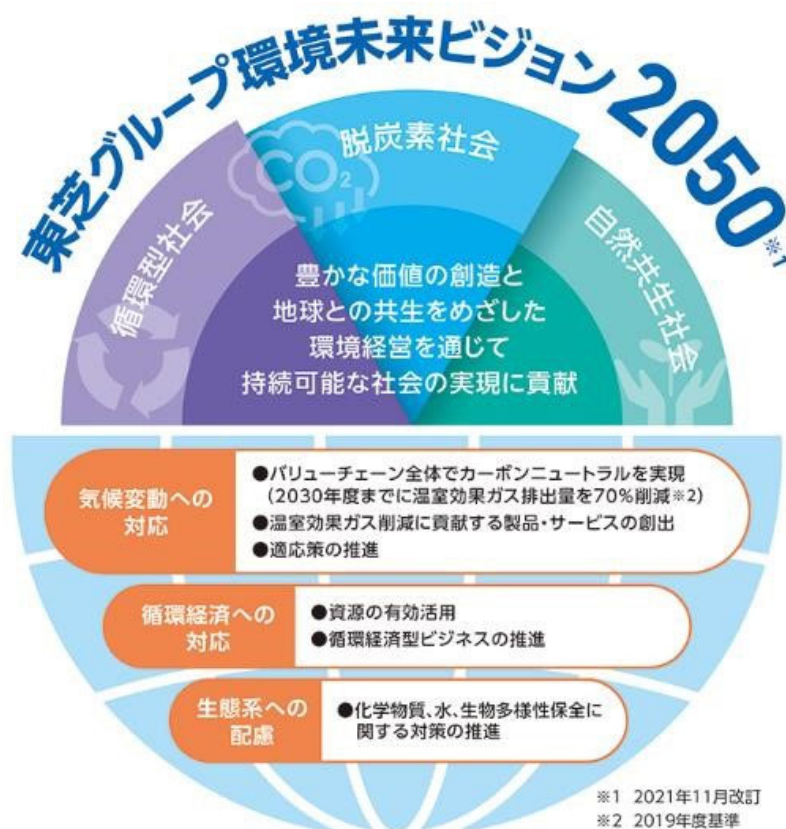 東芝グループ環境未来ビジョン2050※1
循環型社会
脱炭素社会
CO2
自然共生社会
豊かな価値の創造と
地球との共生をめざした
環境経営を通じて
持続可能な社会の実現に貢献
気候変動への
対応
●バリューチェーン全体でカーボンニュートラルを実現
(2030年度までに温室効果ガス排出量を70%削減※2)
●温室効果ガス削減に貢献する製品・サービスの創出
●適応策の推進
循環経済への
対応
●資源の有効活用
●循環経済型ビジネスの推進
生態系への
配慮
●化学物質、水、生物多様性保全に
関する対策の推進
※1 2021年11月改訂
※2 2019年度基準